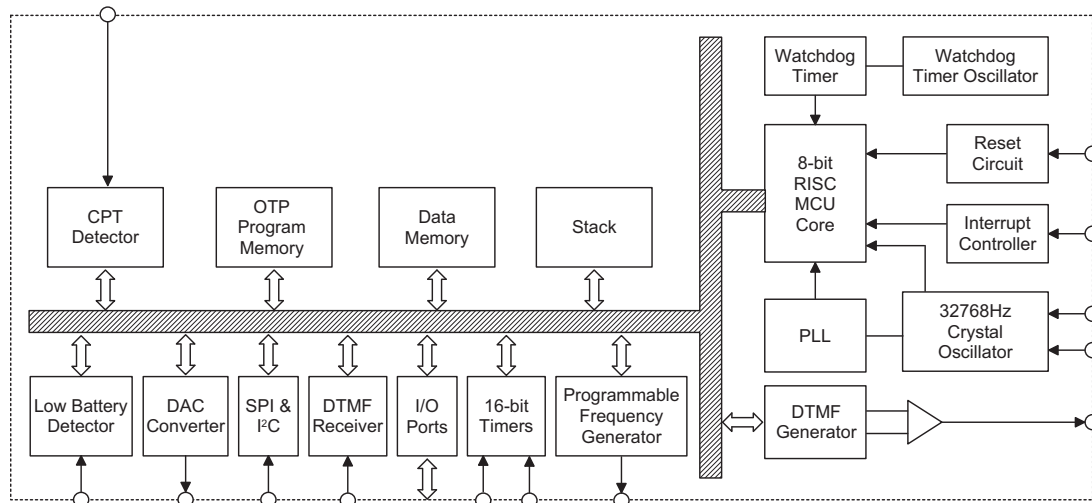 Watchdog
Timer
Watchdog
Timer Oscillator
8-bit
RISC
MCU
Core
Reset
Circuit
Interrupt
Controller
CPT
Detector
OTP
Program
Memory
Data
Memory
Stack
PLL
32768Hz
Crystal
Oscillator
Low Battery
Detector
DAC
Converter
SPI &
I²C
DTMF
Receiver
I/O
Ports
16-bit
Timers
Programmable
Frequency
Generator
DTMF
Generator